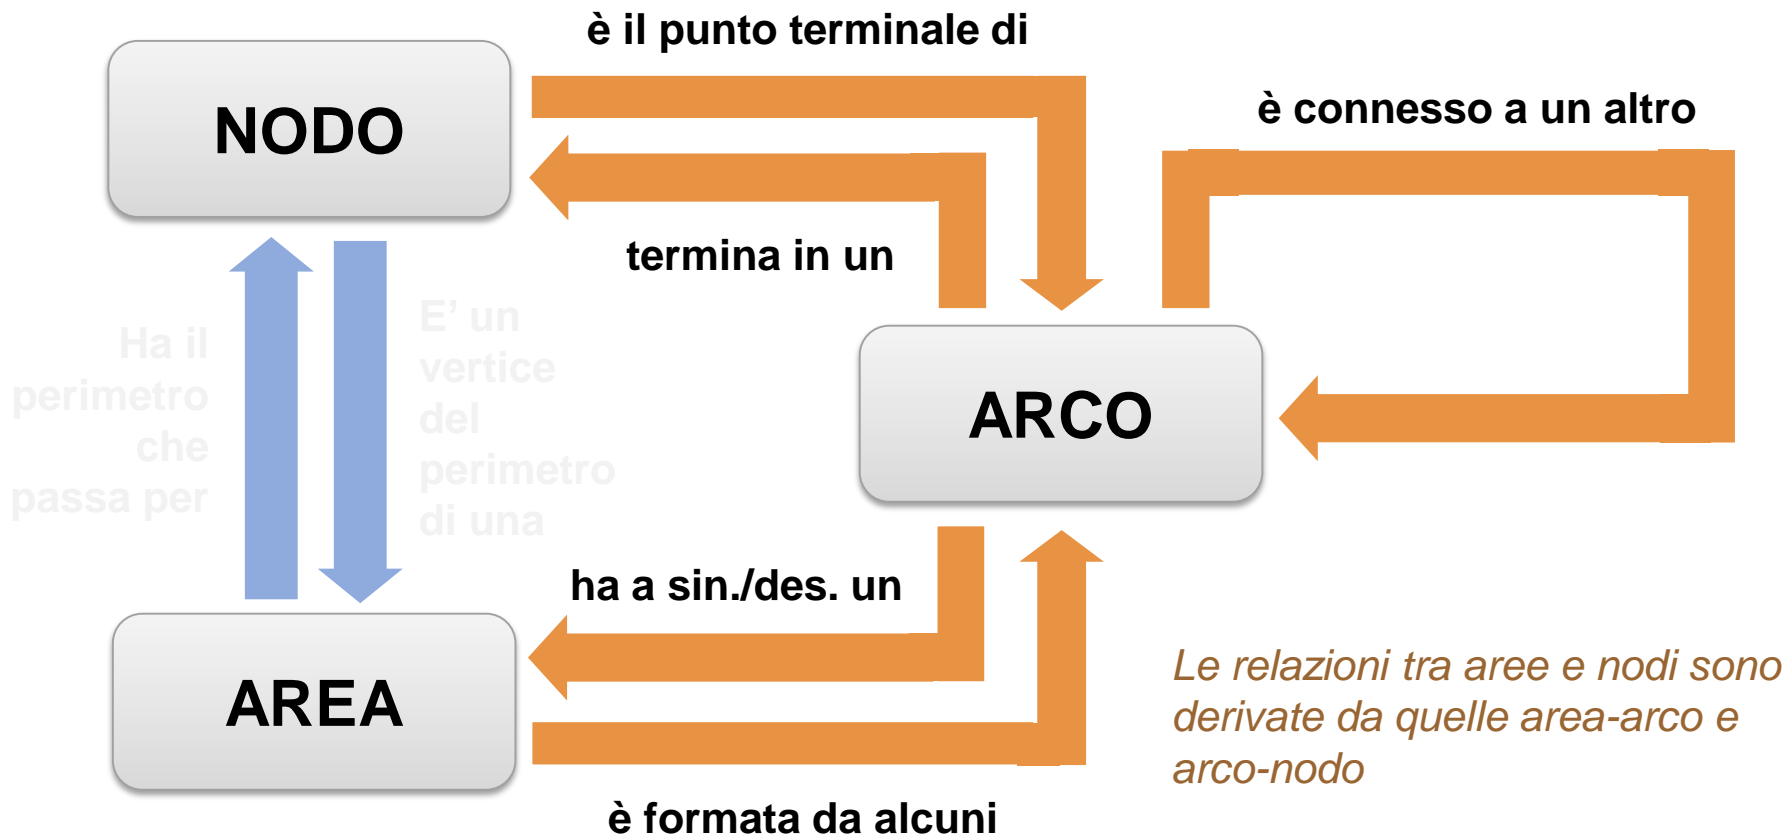 è il punto terminale di
NODO
è connesso a un altro
termina in un
Ha il
perimetro
che
passa per
E’ un
vertice
del
perimetro
di una
ARCO
ha a sin./des. un
AREA
Le relazioni tra aree e nodi sono
derivate da quelle area-arco e
arco-nodo
è formata da alcuni